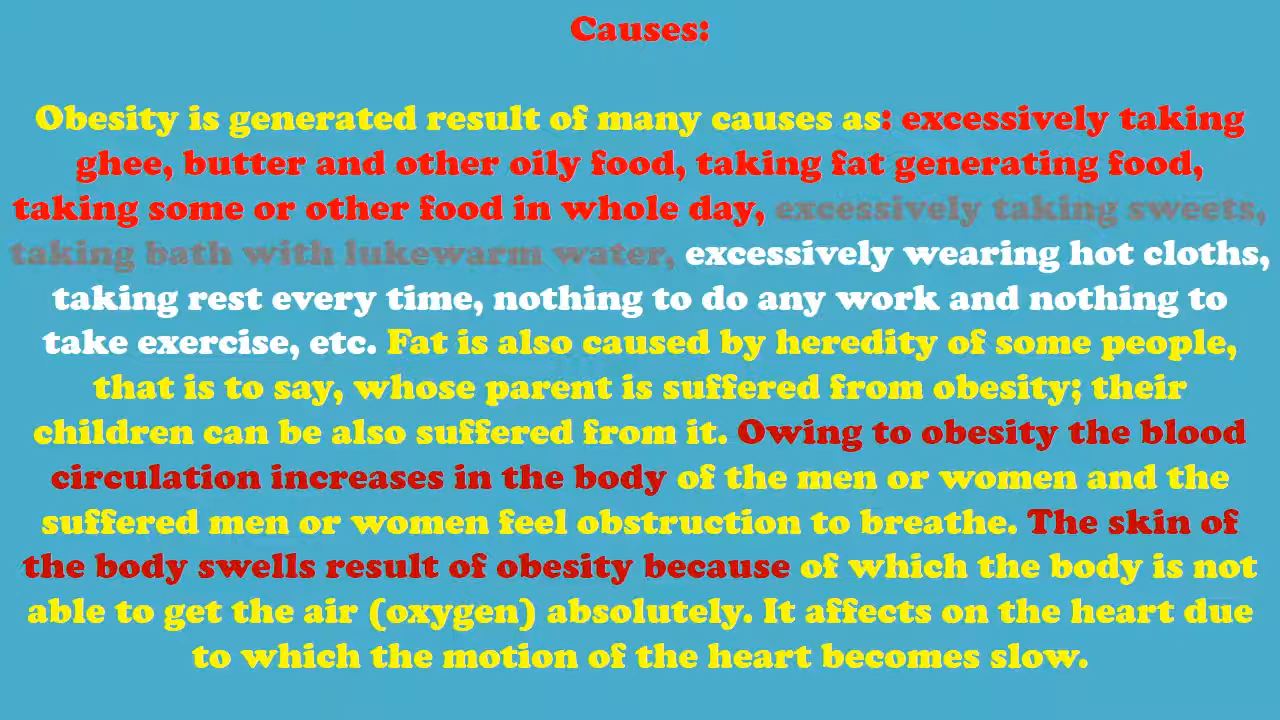 Causes:
Obesity is generated result of many causes as: excessively taking
ghee, butter and other oily food, taking fat generating food,
taking some or other food in whole day, excessively taking sweets,
taking bath with lukewarm water, excessively wearing hot cloths,
taking rest every time, nothing to do any work and nothing to
take exercise, etc. Fat is also caused by heredity of some people,
that is to say, whose parent is suffered from obesity; their
children can be also suffered from it. Owing to obesity the blood
circulation increases in the body of the men or women and the
suffered men or women feel obstruction to breathe. The skin of
the body swells result of obesity because of which the body is not
able to get the air (oxygen) absolutely. It affects on the heart due
to which the motion of the heart becomes slow.